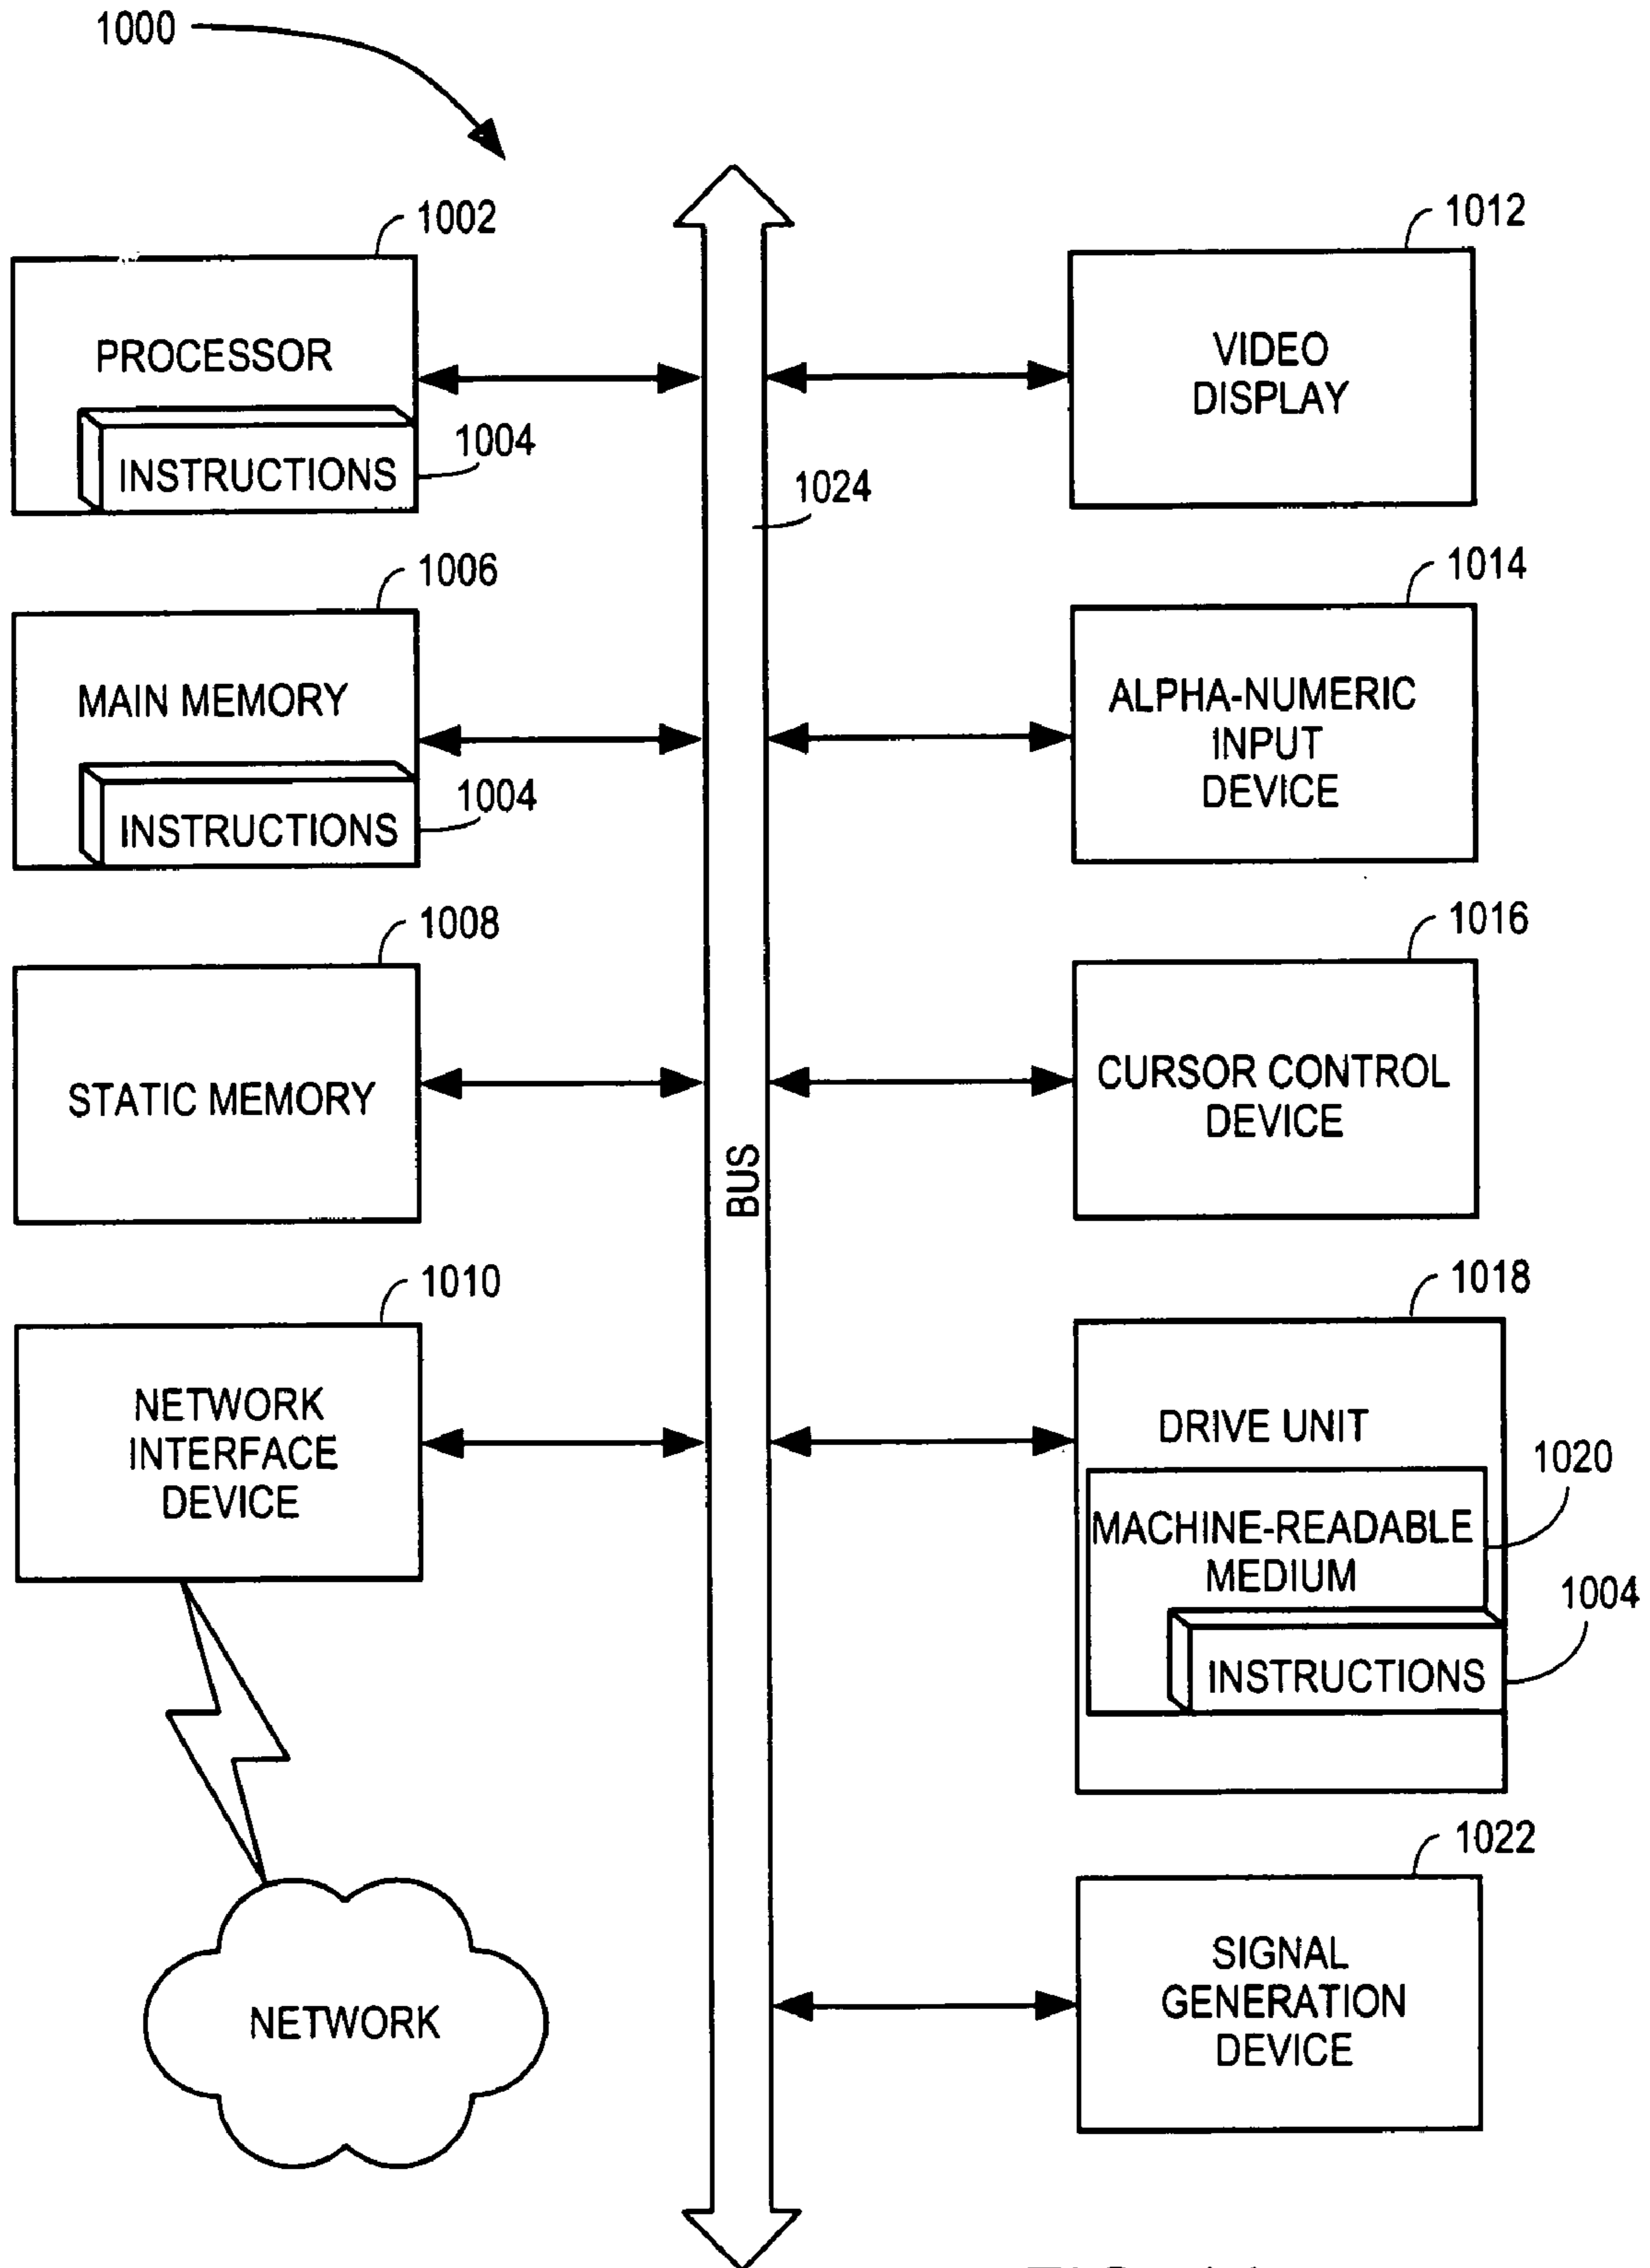 1000
1002
PROCESSOR
INSTRUCTIONS
1004
1006
MAIN MEMORY
INSTRUCTIONS
1004
1008
STATIC MEMORY
1010
NETWORK
INTERFACE
DEVICE
NETWORK
1024
BUS
1012
VIDEO
DISPLAY
1014
ALPHA-NUMERIC
INPUT
DEVICE
1016
CURSOR CONTROL
DEVICE
1018
DRIVE UNIT
1020
MACHINE-READABLE
MEDIUM
1004
INSTRUCTIONS
1022
SIGNAL
GENERATION
DEVICE